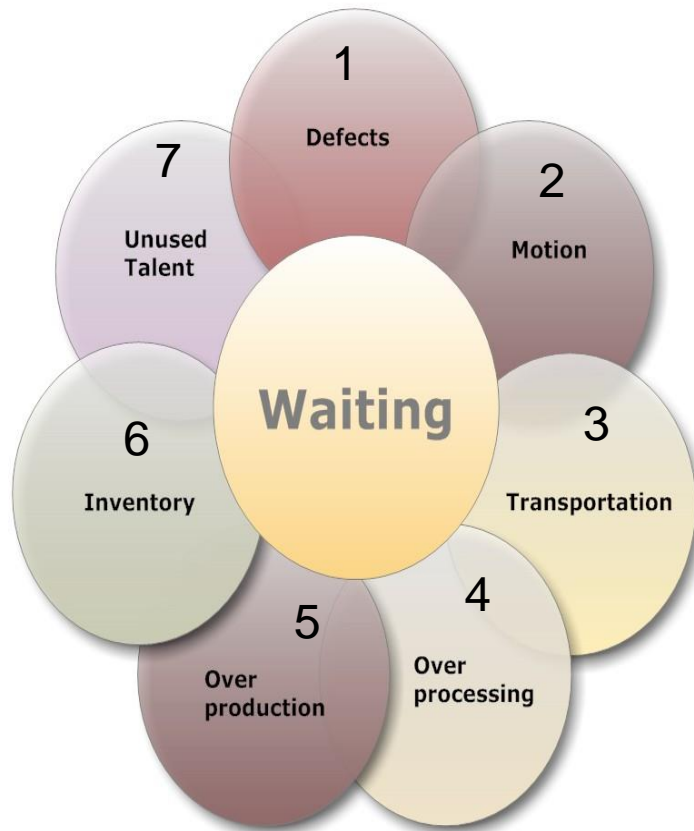 1
Defects
2
Motion
3
Transportation
4
Over
processing
5
Over
production
6
Inventory
7
Unused
Talent
Waiting